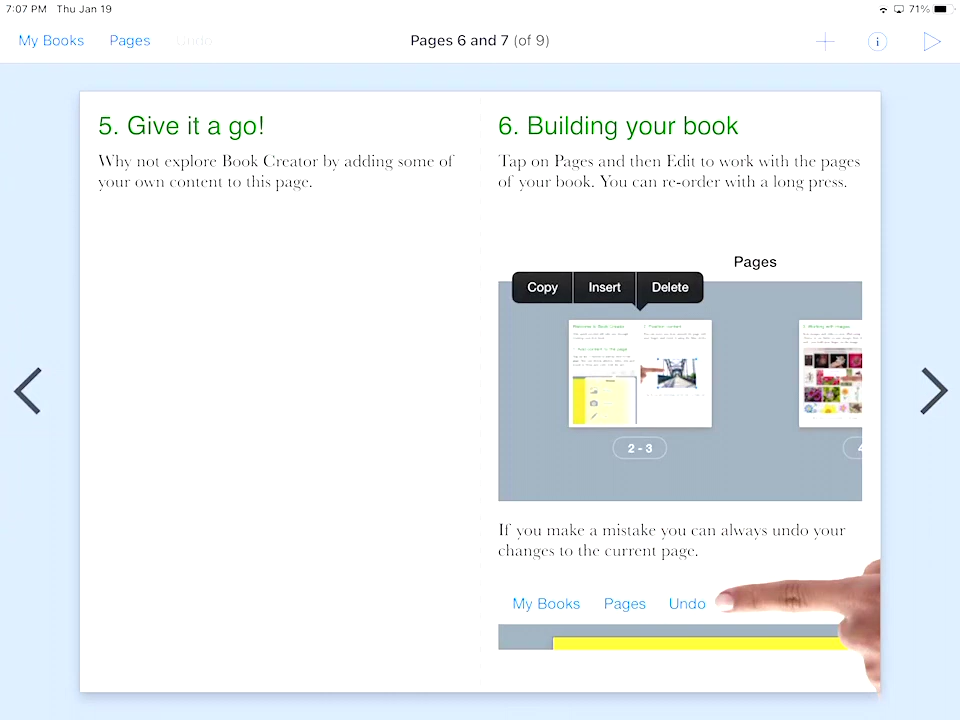 7:07 PM Thu Jan 19
71%
My Books Pages Undo
Pages 6 and 7 (of 9)
5. Give it a go!
Why not explore Book Creator by adding some of
your own content to this page.
6. Building your book
Tap on Pages and then Edit to work with the pages
of your book. You can re-order with a long press.
Pages
Copy Insert Delete
2 - 3
4
If you make a mistake you can always undo your
changes to the current page.
My Books Pages Undo